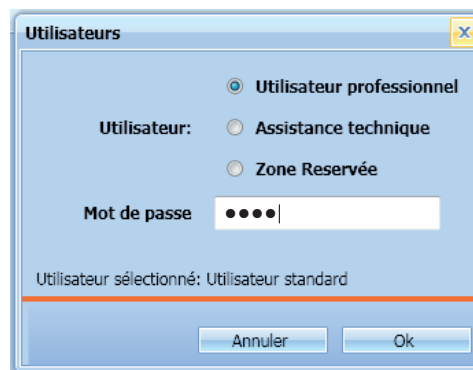 Utilisateurs
Utilisateur professionnel
Utilisateur: Assistance technique
Zone Reservée
Mot de passe ●●●●
Utilisateur sélectionné: Utilisateur standard
Annuler Ok